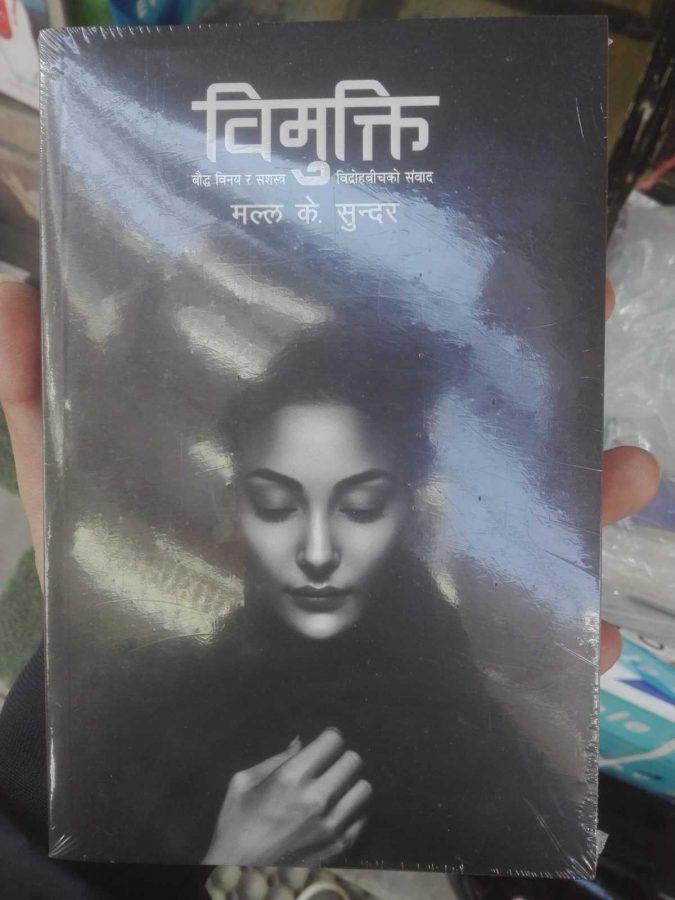 विमुक्ति
बौद्ध विनय र सशस्त्र विद्रोहबीचको संवाद
मल्ल के. सुन्दर